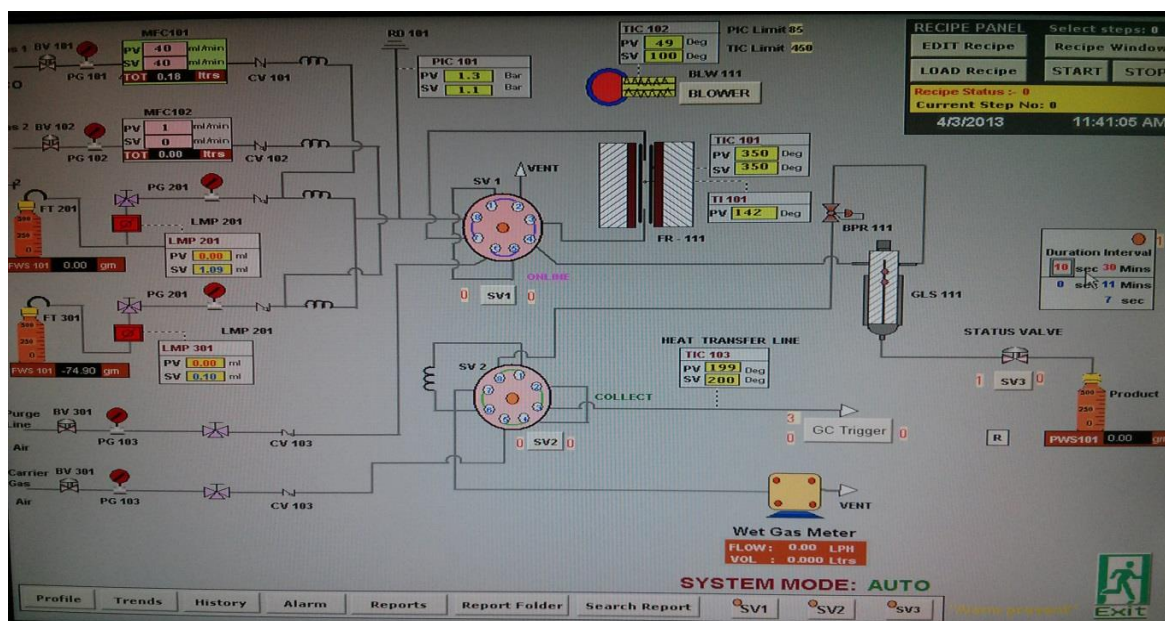 MFC101
BV 101
PV 40 ml/min
SV 40 ml/min
TOT 0.18 ltrs
PG 101
CV 101
RD 101
PIC 101
PV 1.3 Bar
SV 1.1 Bar
TIC 102
PV 49 Deg
SV 100 Deg
PIC Limit 85
TIC Limit 450
BLW 111
BLOWER
RECIPE PANEL
Select steps: 0
EDIT Recipe
Recipe Window
LOAD Recipe
START
STOP
Recipe Status :- 0
Current Step No: 0
4/3/2013
11:41:05 AM
MFC102
BV 102
PV 1 ml/min
SV 0 ml/min
TOT 0.00 ltrs
PG 102
CV 102
SV 1
VENT
TIC 101
PV 350 Deg
SV 350 Deg
TI 101
PV 142 Deg
FR - 111
BPR 111
PG 201
FT 201
LMP 201
LMP 201
PV 0.00 ml
SV 1.09 ml
500
250
0
FWS 101 0.00 gm
ONLINE
0 SV1 0
1
Duration Interval
10 sec 30 Mins
0 sec 11 Mins
7 sec
GLS 111
PG 201
FT 301
LMP 201
LMP 301
PV 0.00 ml
SV 0.10 ml
500
250
0
FWS 101 -74.90 gm
HEAT TRANSFER LINE
TIC 103
PV 199 Deg
SV 200 Deg
STATUS VALVE
1 SV3 0
SV 2
COLLECT
0 SV2 0
3
0 GC Trigger 0
Product
500
250
0
R
PWS101 0.00 gm
Purge
Line
BV 301
Air
PG 103
CV 103
Carrier
Gas
BV 301
Air
PG 103
CV 103
VENT
Wet Gas Meter
FLOW: 0.00 LPH
VOL : 0.000 Ltrs
SYSTEM MODE: AUTO
Profile
Trends
History
Alarm
Reports
Report Folder
Search Report
SV1
SV2
SV3
Exit